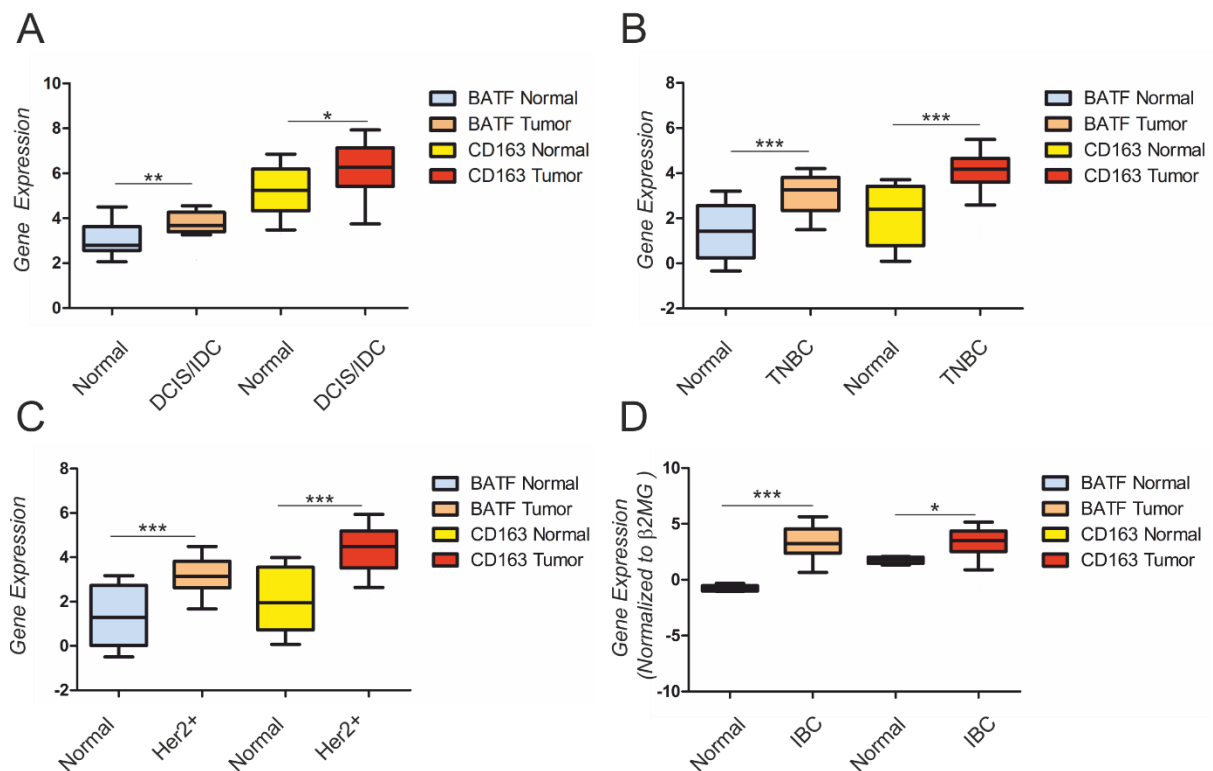 A
Gene Expression
10
8
6
4
2
0
**
*
Normal
DCIS/IDC
Normal
DCIS/IDC
BATF Normal
BATF Tumor
CD163 Normal
CD163 Tumor
B
Gene Expression
8
6
4
2
0
-2
***
***
Normal
TNBC
Normal
TNBC
BATF Normal
BATF Tumor
CD163 Normal
CD163 Tumor
C
Gene Expression
8
6
4
2
0
-2
***
***
Normal
Her2+
Normal
Her2+
BATF Normal
BATF Tumor
CD163 Normal
CD163 Tumor
D
Gene Expression
(Normalized to β2MG )
10
5
0
-5
-10
***
*
Normal
IBC
Normal
IBC
BATF Normal
BATF Tumor
CD163 Normal
CD163 Tumor